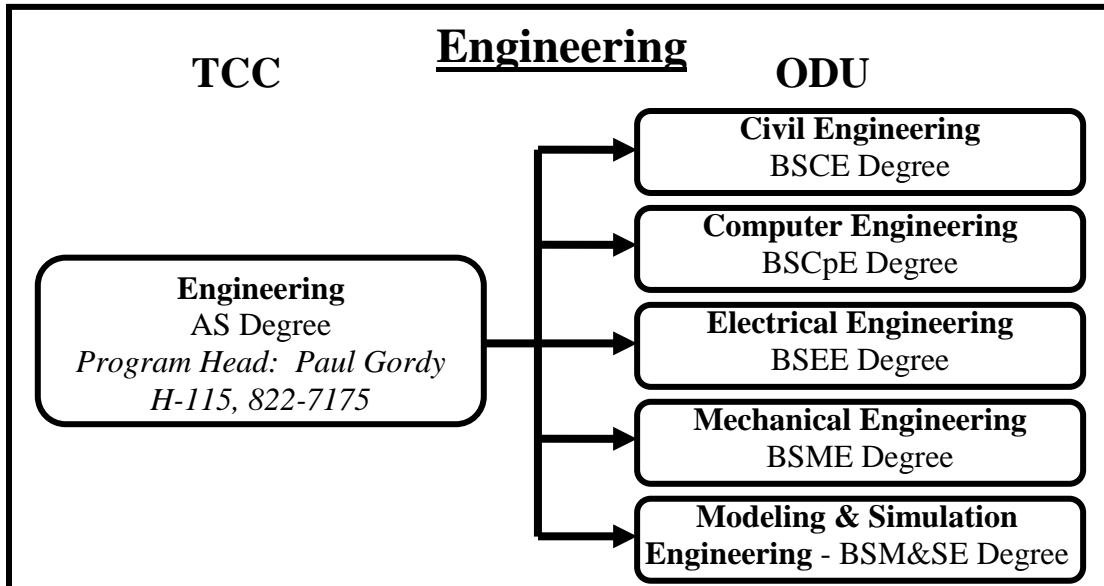 Engineering
TCC
ODU
Engineering
AS Degree
Program Head:  Paul Gordy
H-115, 822-7175
Civil Engineering
BSCE Degree
Computer Engineering
BSCpE Degree
Electrical Engineering
BSEE Degree
Mechanical Engineering
BSME Degree
Modeling & Simulation
Engineering - BSM&SE Degree